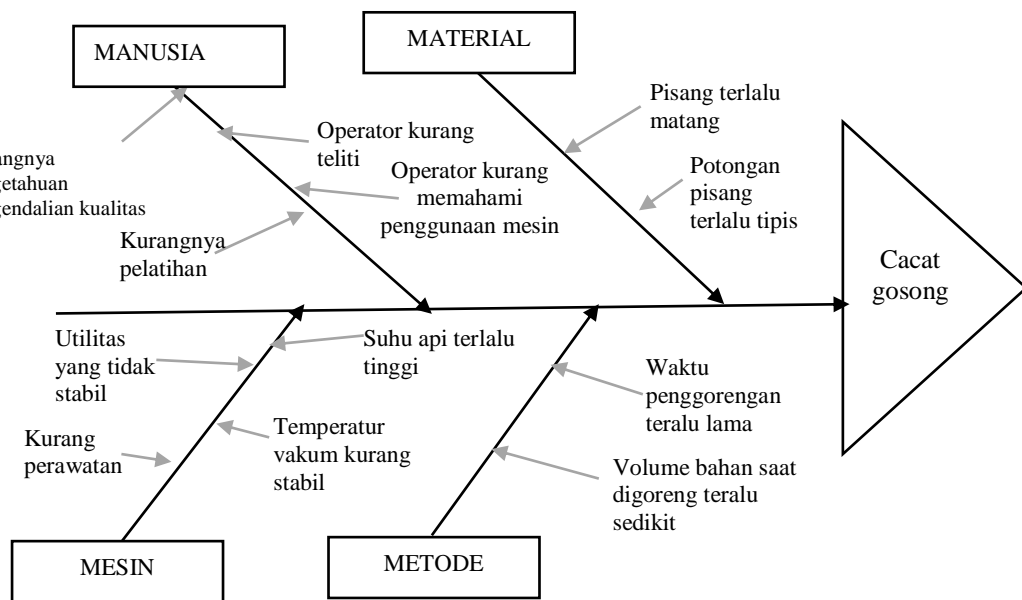 MANUSIA
MATERIAL
Pisang terlalu
matang
Operator kurang
teliti
kualitas
Operator kurang
memahami
penggunaan mesin
Potongan
pisang
terlalu tipis
Kurangnya
pelatihan
Cacat
gosong
Utilitas
yang tidak
stabil
Suhu api terlalu
tinggi
Waktu
penggorengan
teralu lama
Kurang
perawatan
Temperatur
vakum kurang
stabil
Volume bahan saat
digoreng teralu
sedikit
MESIN
METODE